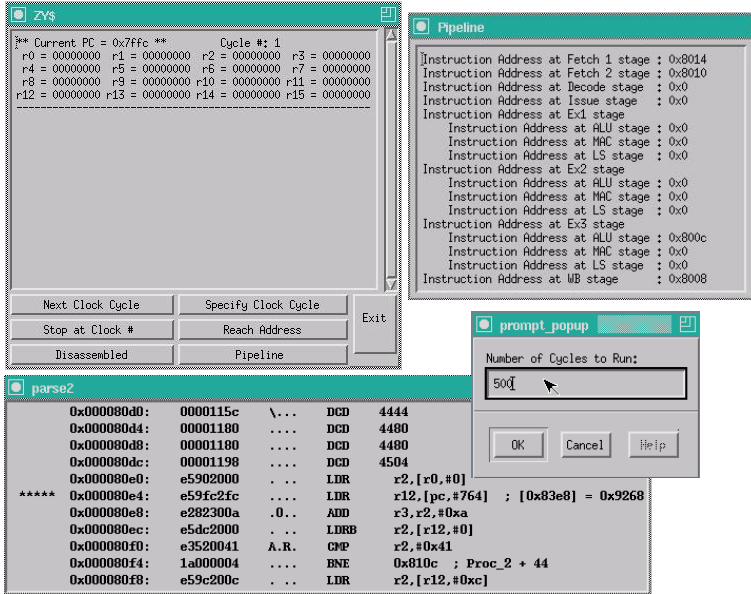 ZY$
** Current PC = 0x7ffc **        Cycle #: 1
r0 = 00000000  r1 = 00000000  r2 = 00000000  r3 = 00000000
r4 = 00000000  r5 = 00000000  r6 = 00000000  r7 = 00000000
r8 = 00000000  r9 = 00000000 r10 = 00000000 r11 = 00000000
r12 = 00000000 r13 = 00000000 r14 = 00000000 r15 = 00000000
Next Clock Cycle
Specify Clock Cycle
Exit
Stop at Clock #
Reach Address
Disassembled
Pipeline
Pipeline
Instruction Address at Fetch 1 stage : 0x8014
Instruction Address at Fetch 2 stage : 0x8010
Instruction Address at Decode stage  : 0x0
Instruction Address at Issue stage   : 0x0
Instruction Address at Ex1 stage
Instruction Address at ALU stage : 0x0
Instruction Address at MAC stage : 0x0
Instruction Address at LS stage  : 0x0
Instruction Address at Ex2 stage
Instruction Address at ALU stage : 0x0
Instruction Address at MAC stage : 0x0
Instruction Address at LS stage  : 0x0
Instruction Address at Ex3 stage
Instruction Address at ALU stage : 0x800c
Instruction Address at MAC stage : 0x0
Instruction Address at LS stage  : 0x0
Instruction Address at WB stage      : 0x8008
prompt_popup
Number of Cycles to Run:
500
OK
Cancel
Help
parse2
0x000080d0:   0000115c   \...   DCD   4444
0x000080d4:   00001180   ....   DCD   4480
0x000080d8:   00001180   ....   DCD   4480
0x000080dc:   00001198   ....   DCD   4504
0x000080e0:   e5902000   . ..   LDR   r2,[r0,#0]
***** 0x000080e4:   e59fc2fc   ....   LDR   r12,[pc,#764]  ; [0x83e8] = 0x9268
0x000080e8:   e282300a   .0..   ADD   r3,r2,#0xa
0x000080ec:   e5dc2000   . ..   LDRB   r2,[r12,#0]
0x000080f0:   e3520041   A.R.   CMP   r2,#0x41
0x000080f4:   1a000004   ....   BNE   0x810c  ; Proc_2 + 44
0x000080f8:   e59c200c   . ..   LDR   r2,[r12,#0xc]